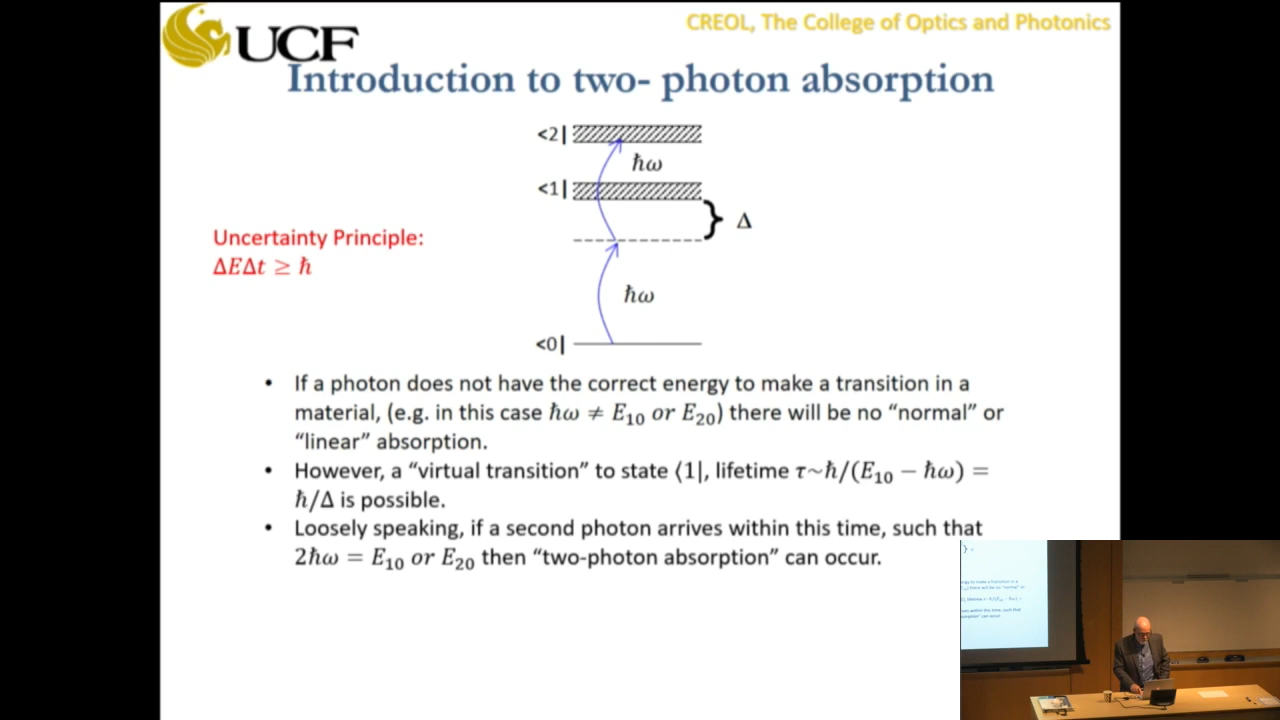 CREOL, The College of Optics and Photonics
UCF
Introduction to two- photon absorption
<2|
ħω
<1|
} Δ
Uncertainty Principle:
ΔEΔt ≥ ħ
ħω
<0|
• If a photon does not have the correct energy to make a transition in a
material, (e.g. in this case ħω ≠ E₁₀ or E₂₀) there will be no “normal” or
“linear” absorption.
• However, a “virtual transition” to state ⟨1|, lifetime τ~ħ/(E₁₀ − ħω) =
ħ/Δ is possible.
• Loosely speaking, if a second photon arrives within this time, such that
2ħω = E₁₀ or E₂₀ then “two-photon absorption” can occur.